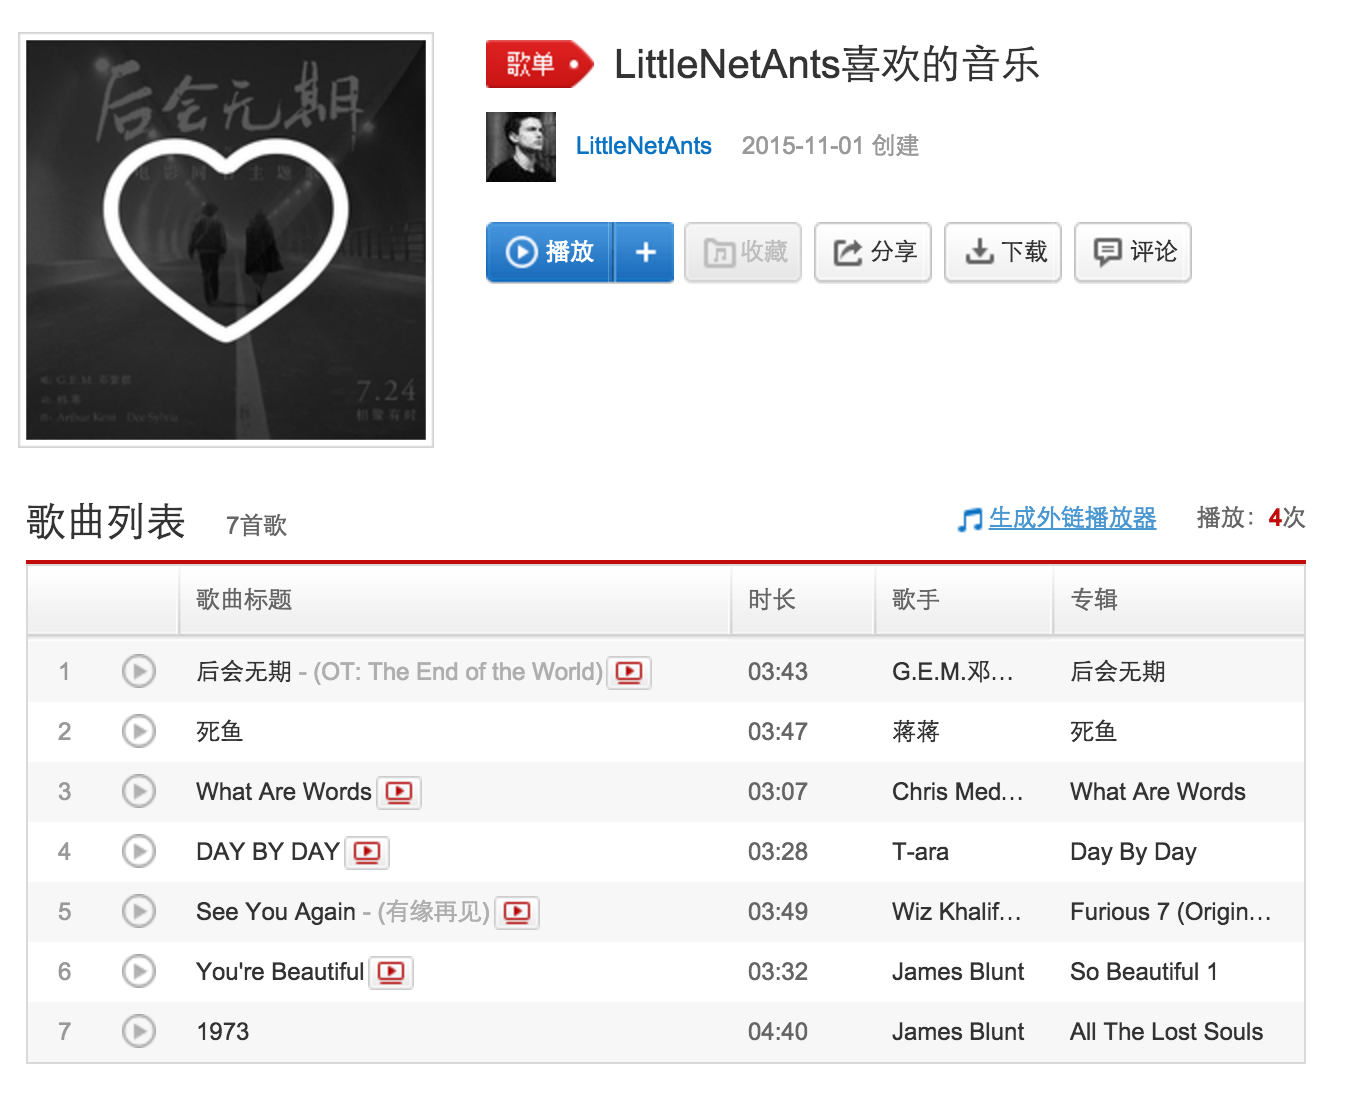 后会无期
电影同名主题歌
7.24
相聚有时
歌单
LittleNetAnts喜欢的音乐
LittleNetAnts 2015-11-01 创建
播放 + 收藏 分享 下载 评论
歌曲列表 7首歌 生成外链播放器 播放：4次
歌曲标题 时长 歌手 专辑
1 后会无期 - (OT: The End of the World) 03:43 G.E.M.邓… 后会无期
2 死鱼 03:47 蒋蒋 死鱼
3 What Are Words 03:07 Chris Med… What Are Words
4 DAY BY DAY 03:28 T-ara Day By Day
5 See You Again - (有缘再见) 03:49 Wiz Khalif… Furious 7 (Origin…
6 You're Beautiful 03:32 James Blunt So Beautiful 1
7 1973 04:40 James Blunt All The Lost Souls